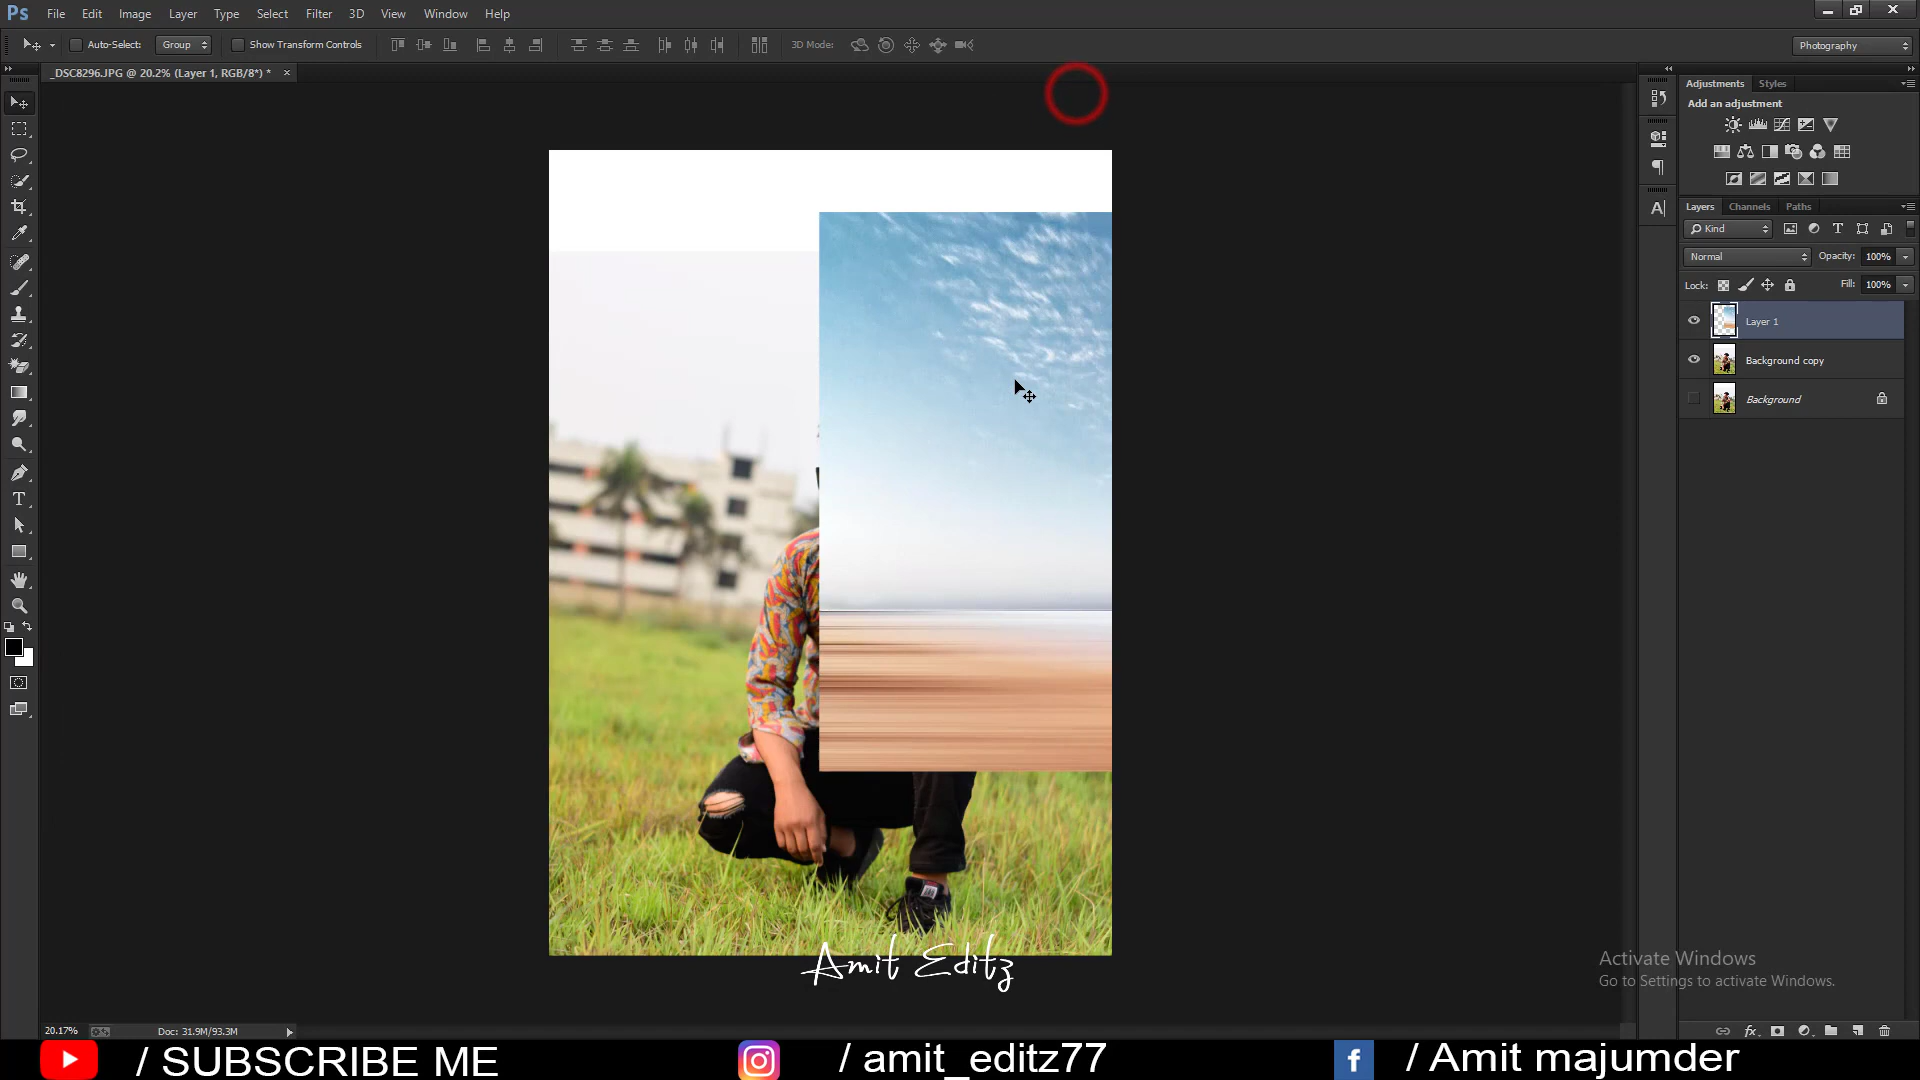 Ps File Edit Image Layer Type Select Filter 3D View Window Help
Auto-Select: Group Show Transform Controls 3D Mode: Photography
_DSC8296.JPG @ 20.2% (Layer 1, RGB/8*) * ×
Adjustments Styles
Add an adjustment
Layers Channels Paths
Kind
Normal Opacity: 100%
Lock: Fill: 100%
Layer 1
Background copy
Background
Amit Editz
Activate Windows
Go to Settings to activate Windows.
20.17% Doc: 31.9M/93.3M
/ SUBSCRIBE ME / amit_editz77 / Amit majumder